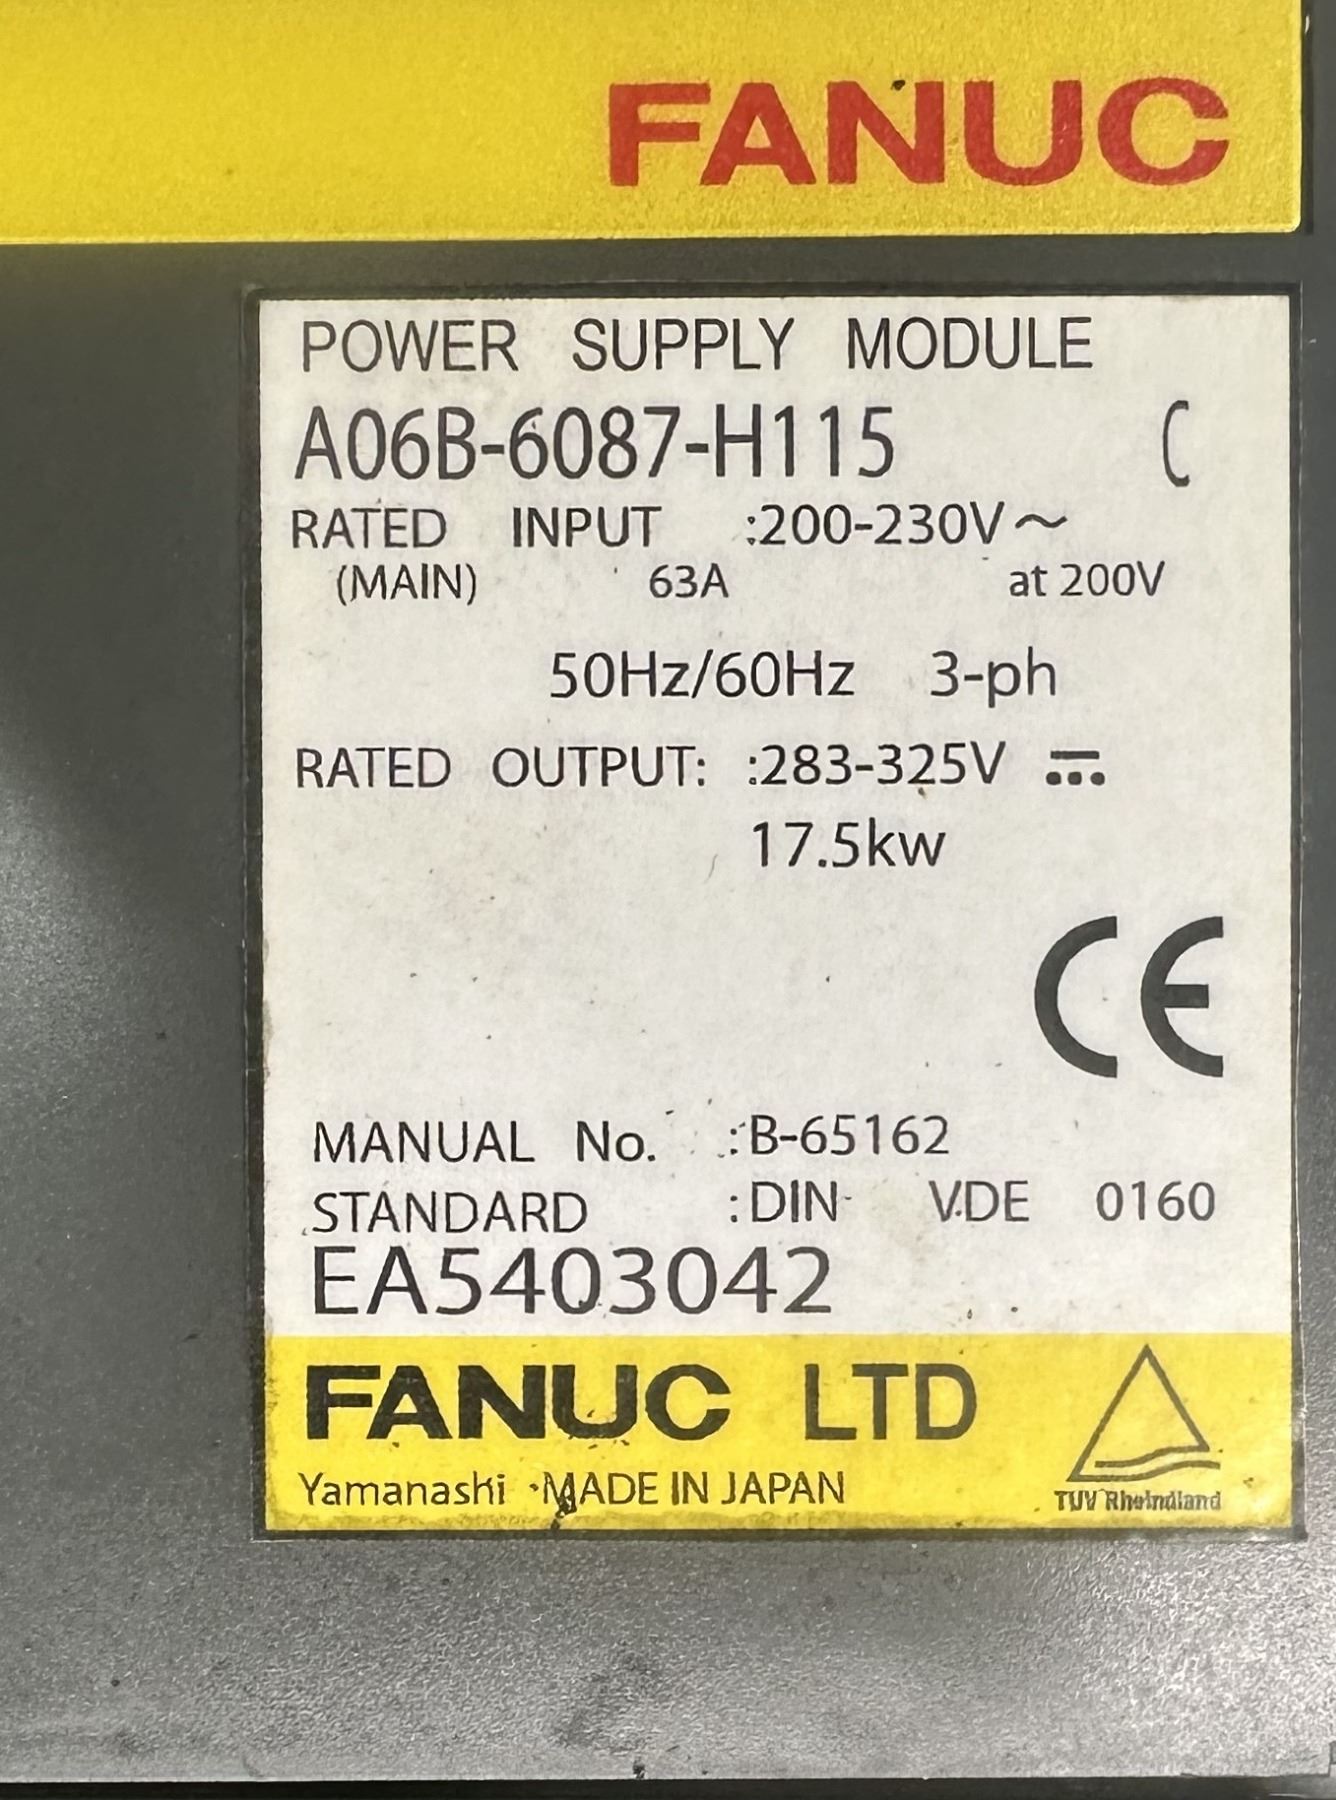 FANUC
POWER SUPPLY MODULE
A06B-6087-H115 C
RATED INPUT :200-230V~
(MAIN) 63A at 200V
50Hz/60Hz 3-ph
RATED OUTPUT: :283-325V ⎓
17.5kw
CE
MANUAL No. :B-65162
STANDARD :DIN VDE 0160
EA5403042
FANUC LTD
Yamanashi MADE IN JAPAN
TUV Rheindland